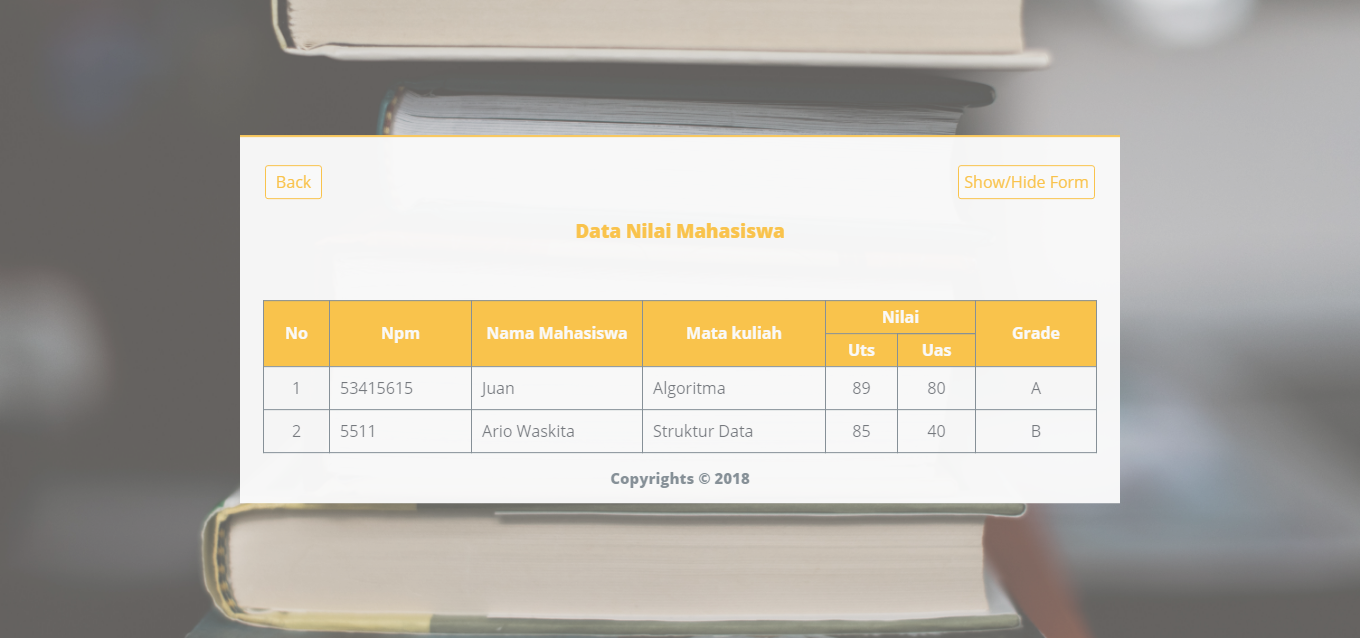 Back Show/Hide Form
Data Nilai Mahasiswa
No Npm Nama Mahasiswa Mata kuliah Nilai Grade
Uts Uas
1 53415615 Juan Algoritma 89 80 A
2 5511 Ario Waskita Struktur Data 85 40 B
Copyrights © 2018